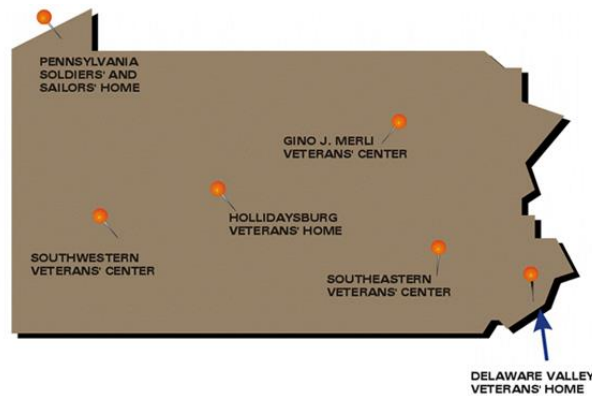 PENNSYLVANIA
SOLDIERS' AND
SAILORS' HOME
GINO J. MERLI
VETERANS' CENTER
HOLLIDAYSBURG
VETERANS' HOME
SOUTHWESTERN
VETERANS' CENTER
SOUTHEASTERN
VETERANS' CENTER
DELAWARE VALLEY
VETERANS' HOME